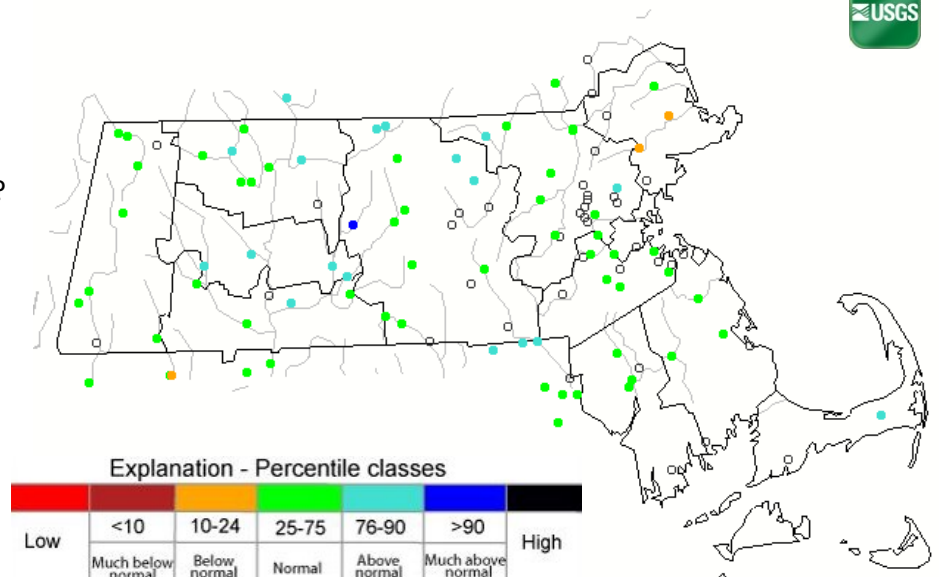 USGS
Explanation - Percentile classes
<10 10-24 25-75 76-90 >90
Low High
Much below normal Below normal Normal Above normal Much above normal